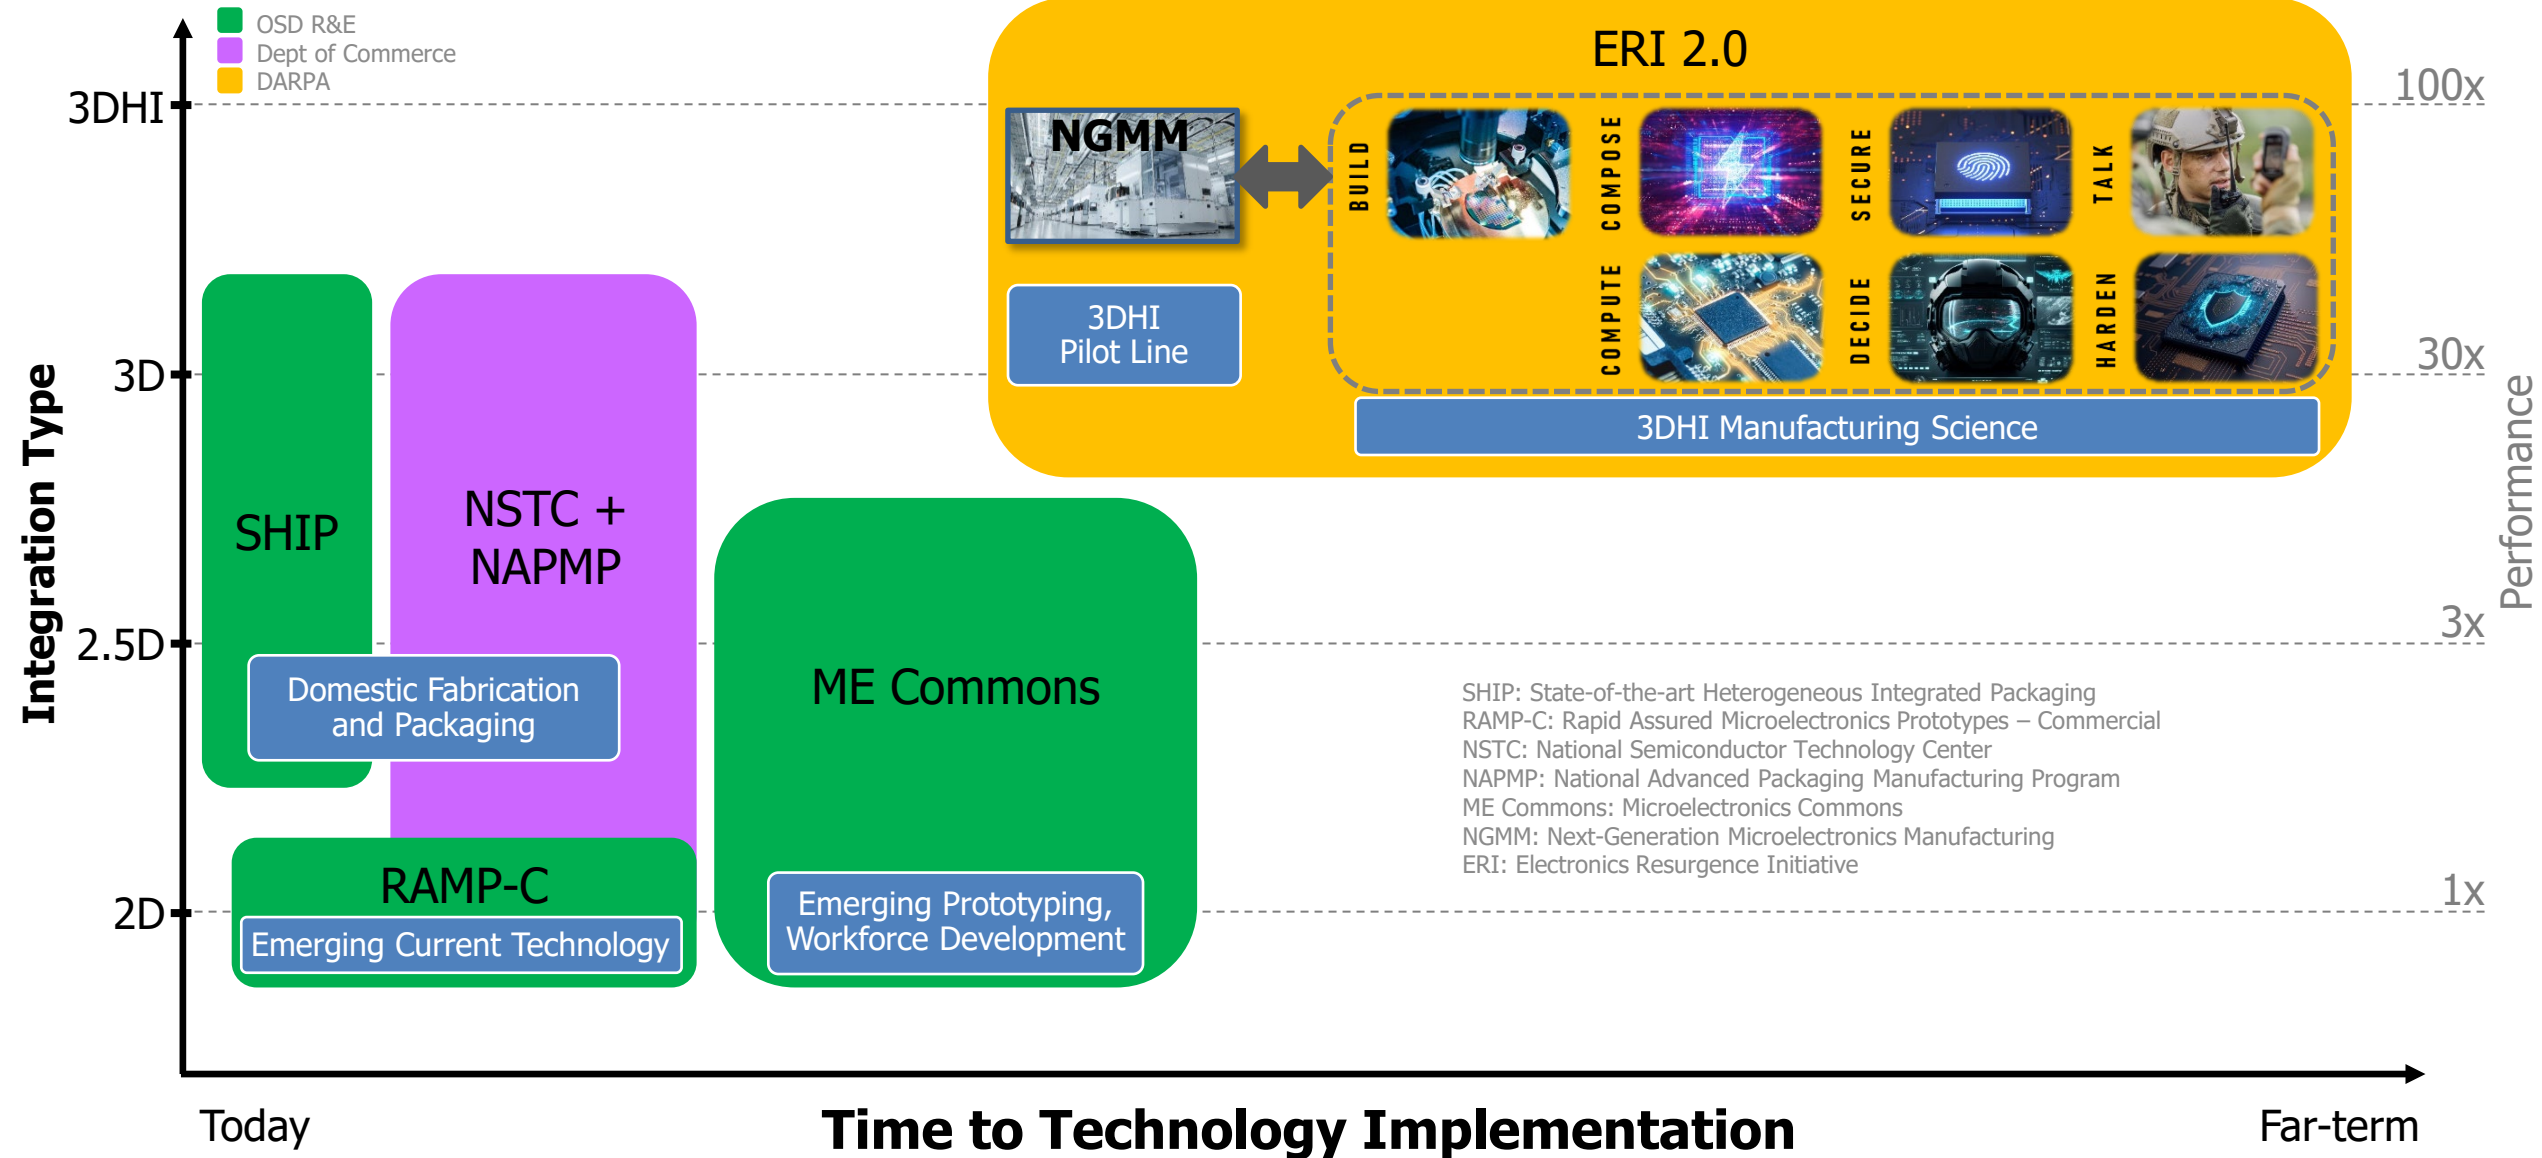 OSD R&E
Dept of Commerce
DARPA
Integration Type
3DHI
3D
2.5D
2D
ERI 2.0
NGMM
BUILD
COMPOSE
SECURE
TALK
COMPUTE
DECIDE
HARDEN
3DHI
Pilot Line
3DHI Manufacturing Science
SHIP
NSTC +
NAPMP
Domestic Fabrication
and Packaging
ME Commons
RAMP-C
Emerging Current Technology
Emerging Prototyping,
Workforce Development
100x
30x
3x
1x
Performance
SHIP: State-of-the-art Heterogeneous Integrated Packaging
RAMP-C: Rapid Assured Microelectronics Prototypes – Commercial
NSTC: National Semiconductor Technology Center
NAPMP: National Advanced Packaging Manufacturing Program
ME Commons: Microelectronics Commons
NGMM: Next-Generation Microelectronics Manufacturing
ERI: Electronics Resurgence Initiative
Today
Time to Technology Implementation
Far-term